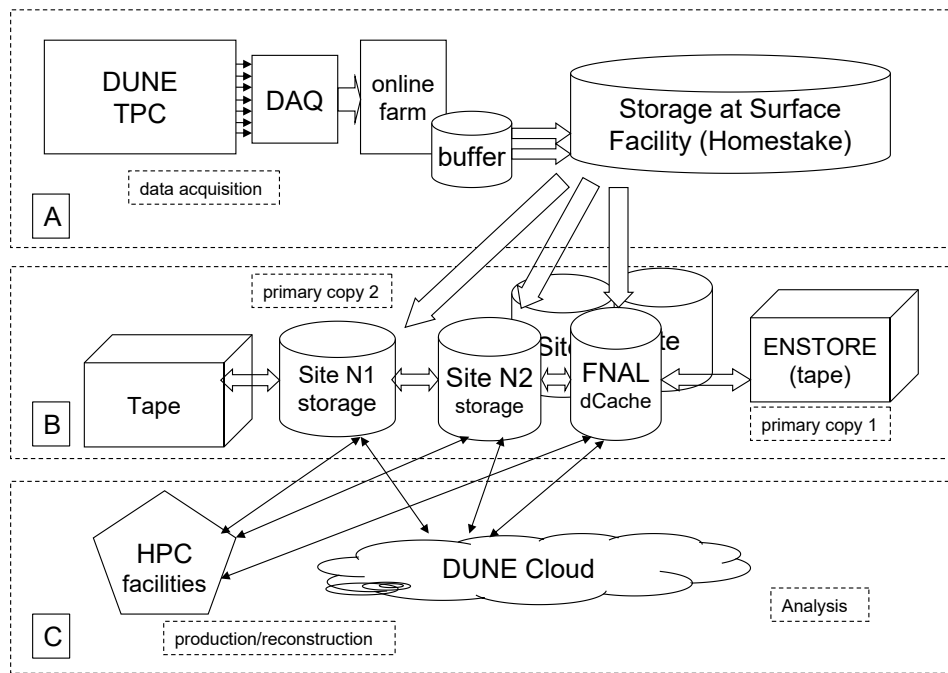 DUNE
TPC
DAQ
online
farm
buffer
Storage at Surface
Facility (Homestake)
data acquisition
A
primary copy 2
Tape
Site N1
storage
Site N2
storage
Site
FNAL
dCache
ENSTORE
(tape)
primary copy 1
B
HPC
facilities
DUNE Cloud
Analysis
production/reconstruction
C